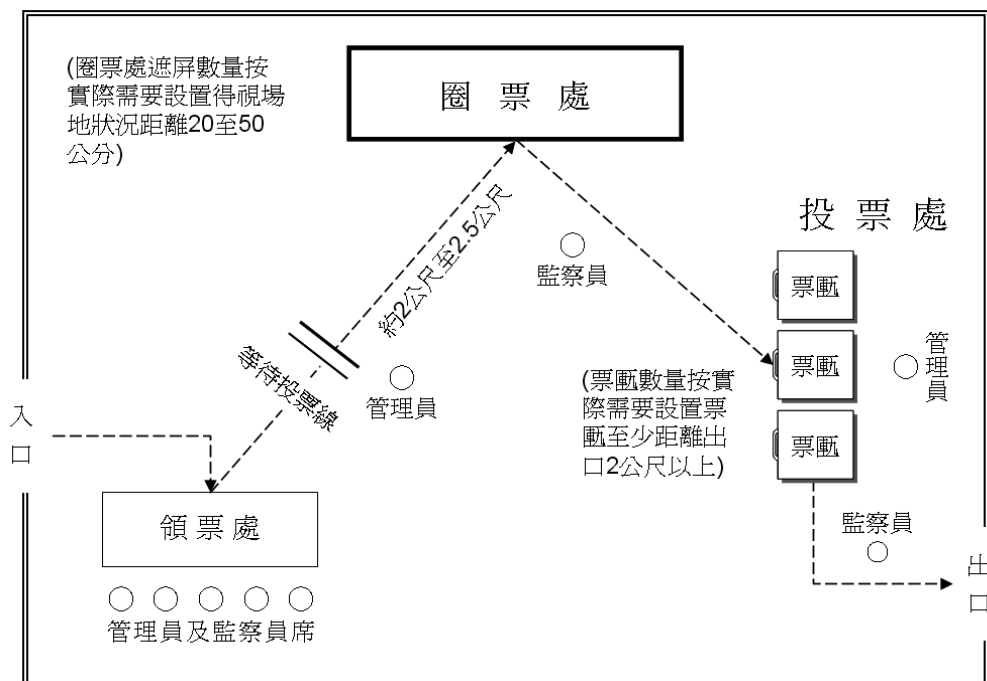 (圈票處遮屏數量按
實際需要設置得視場
地狀況距離20至50
公分)
圈票處
投票處
約2公尺至2.5公尺
監察員
票匭
票匭
票匭
管理員
等待投票線
管理員
(票匭數量按實
際需要設置票
匭至少距離出
口2公尺以上)
入口
領票處
監察員
出口
管理員及監察員席